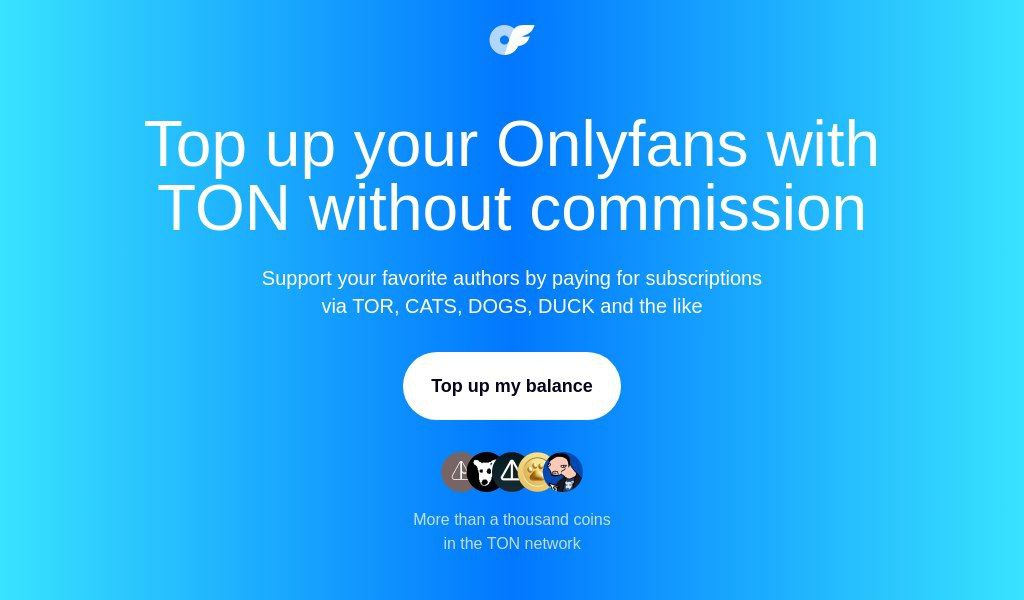 Top up your Onlyfans with
TON without commission
Support your favorite authors by paying for subscriptions
via TOR, CATS, DOGS, DUCK and the like
Top up my balance
More than a thousand coins
in the TON network